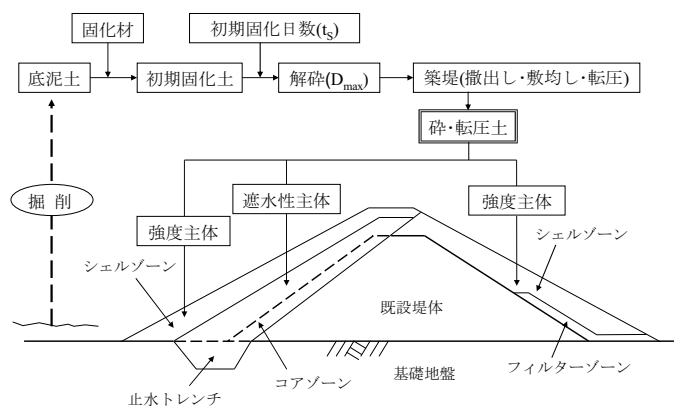 固化材
初期固化日数(tS)
底泥土
初期固化土
解砕(Dmax)
築堤(撒出し・敷均し・転圧)
砕・転圧土
掘 削
遮水性主体
強度主体
強度主体
シェルゾーン
シェルゾーン
既設堤体
止水トレンチ
コアゾーン
基礎地盤
フィルターゾーン